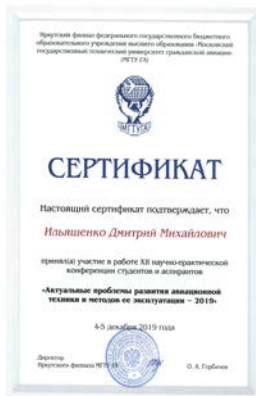 Иркутский филиал федерального государственного бюджетного
образовательного учреждения высшего образования «Московский
государственный технический университет гражданской авиации»
(МГТУ ГА)
МГТУ ГА
СЕРТИФИКАТ
Настоящий сертификат подтверждает, что
Ильяшенко Дмитрий Михайлович
принял(а) участие в работе XII научно-практической
конференции студентов и аспирантов
«Актуальные проблемы развития авиационной
техники и методов ее эксплуатации – 2019»
4-5 декабря 2019 года
Директор
Иркутского филиала МГТУ ГА
О. А. Горбачев